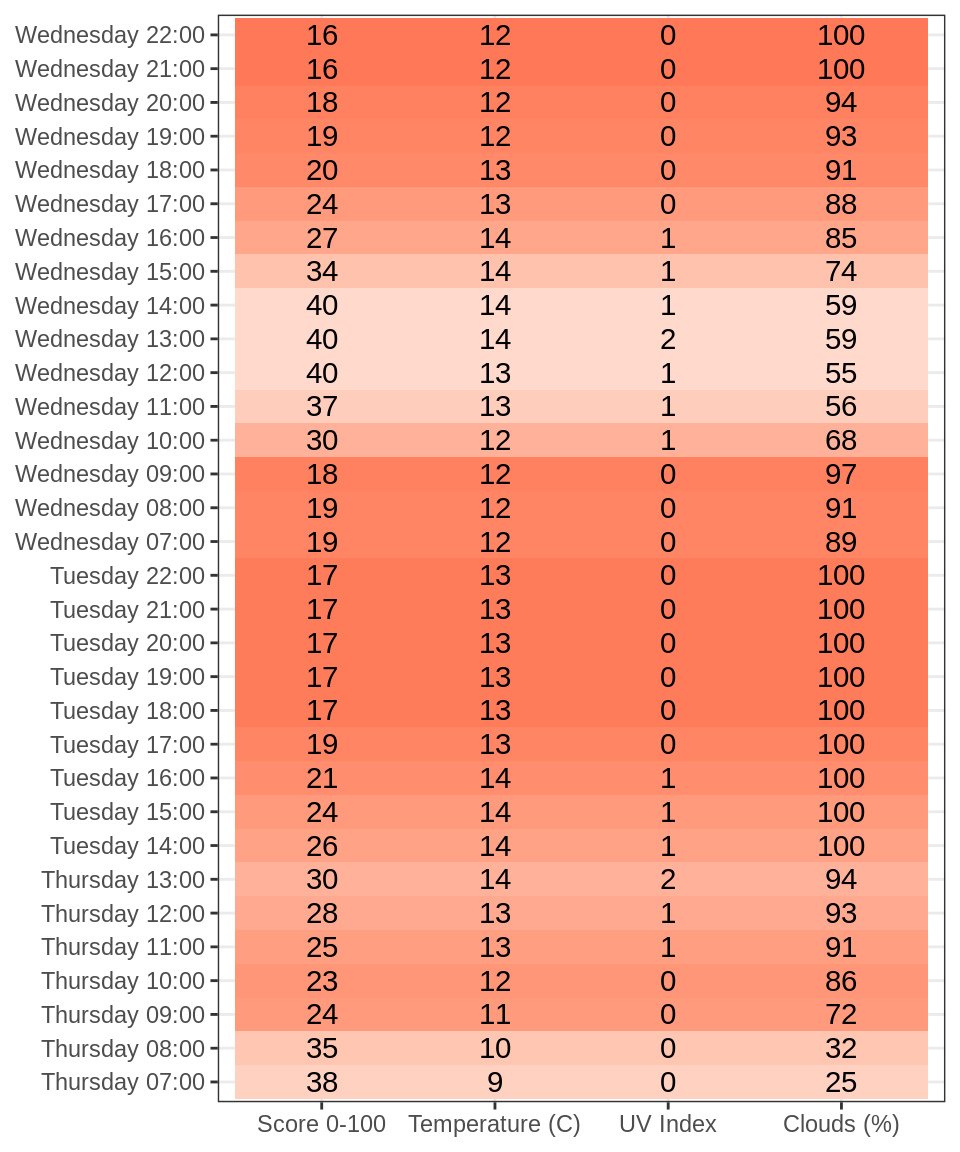 Wednesday 22:00 16 12 0 100
Wednesday 21:00 16 12 0 100
Wednesday 20:00 18 12 0 94
Wednesday 19:00 19 12 0 93
Wednesday 18:00 20 13 0 91
Wednesday 17:00 24 13 0 88
Wednesday 16:00 27 14 1 85
Wednesday 15:00 34 14 1 74
Wednesday 14:00 40 14 1 59
Wednesday 13:00 40 14 2 59
Wednesday 12:00 40 13 1 55
Wednesday 11:00 37 13 1 56
Wednesday 10:00 30 12 1 68
Wednesday 09:00 18 12 0 97
Wednesday 08:00 19 12 0 91
Wednesday 07:00 19 12 0 89
Tuesday 22:00 17 13 0 100
Tuesday 21:00 17 13 0 100
Tuesday 20:00 17 13 0 100
Tuesday 19:00 17 13 0 100
Tuesday 18:00 17 13 0 100
Tuesday 17:00 19 13 0 100
Tuesday 16:00 21 14 1 100
Tuesday 15:00 24 14 1 100
Tuesday 14:00 26 14 1 100
Thursday 13:00 30 14 2 94
Thursday 12:00 28 13 1 93
Thursday 11:00 25 13 1 91
Thursday 10:00 23 12 0 86
Thursday 09:00 24 11 0 72
Thursday 08:00 35 10 0 32
Thursday 07:00 38 9 0 25
Score 0-100 Temperature (C) UV Index Clouds (%)